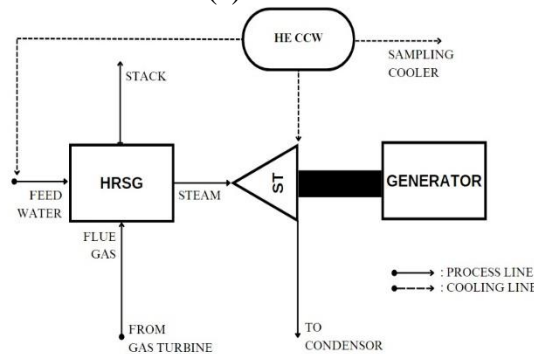 HE CCW
SAMPLING
COOLER
STACK
HRSG
STEAM
ST
GENERATOR
FEED
WATER
FLUE
GAS
: PROCESS LINE
: COOLING LINE
FROM
GAS TURBINE
TO
CONDENSOR